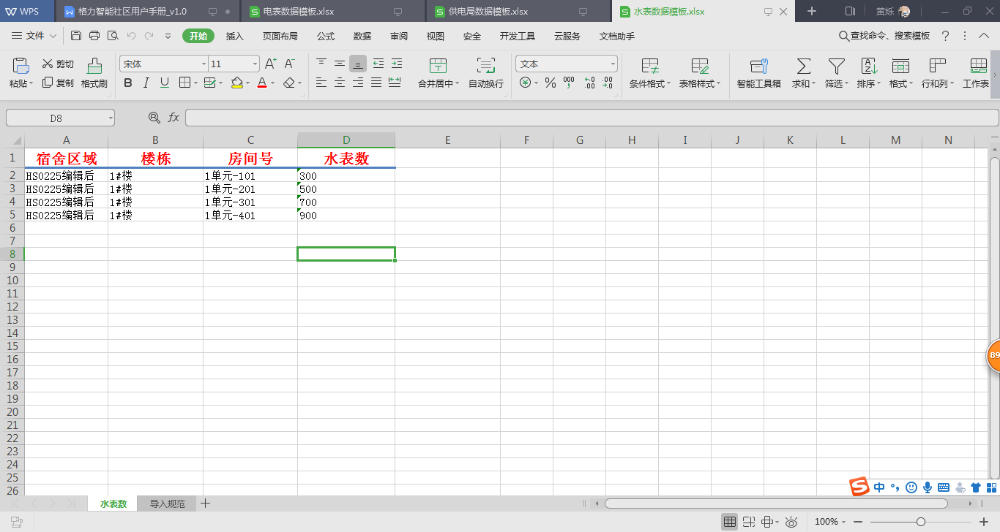 WPS 格力智能社区用户手册_v1.0 电表数据模板.xlsx 供电局数据模板.xlsx 水表数据模板.xlsx 黄烁
文件 开始 插入 页面布局 公式 数据 审阅 视图 安全 开发工具 云服务 文档助手 查找命令、搜索模板
剪切 宋体 11 文本
粘贴 复制 格式刷 合并居中 自动换行 条件格式 表格样式 智能工具箱 求和 筛选 排序 格式 行和列 工作表
D8 fx
A B C D E F G H I J K L M N
1 宿舍区域 楼栋 房间号 水表数
2 HS0225编辑后 1#楼 1单元-101 300
3 HS0225编辑后 1#楼 1单元-201 500
4 HS0225编辑后 1#楼 1单元-301 700
5 HS0225编辑后 1#楼 1单元-401 900
6
7
8
9
10
11
12
13
14
15
16
17
18
19
20
21
22
23
24
25
26
89
中
水表数 导入规范
100%